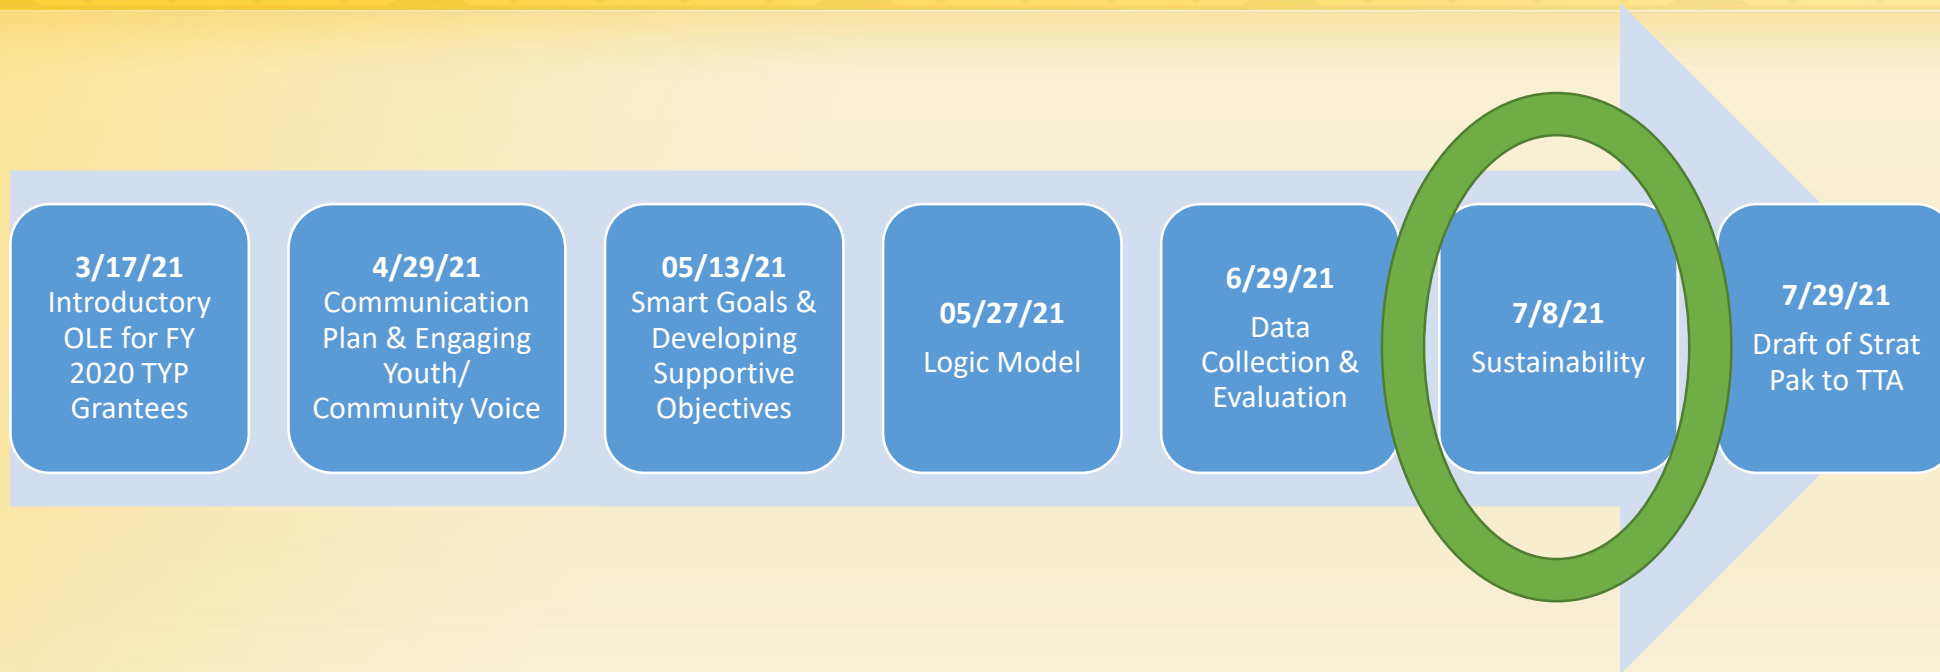 3/17/21
Introductory
OLE for FY
2020 TYP
Grantees
4/29/21
Communication
Plan & Engaging
Youth/
Community Voice
05/13/21
Smart Goals &
Developing
Supportive
Objectives
05/27/21
Logic Model
6/29/21
Data
Collection &
Evaluation
7/8/21
Sustainability
7/29/21
Draft of Strat
Pak to TTA